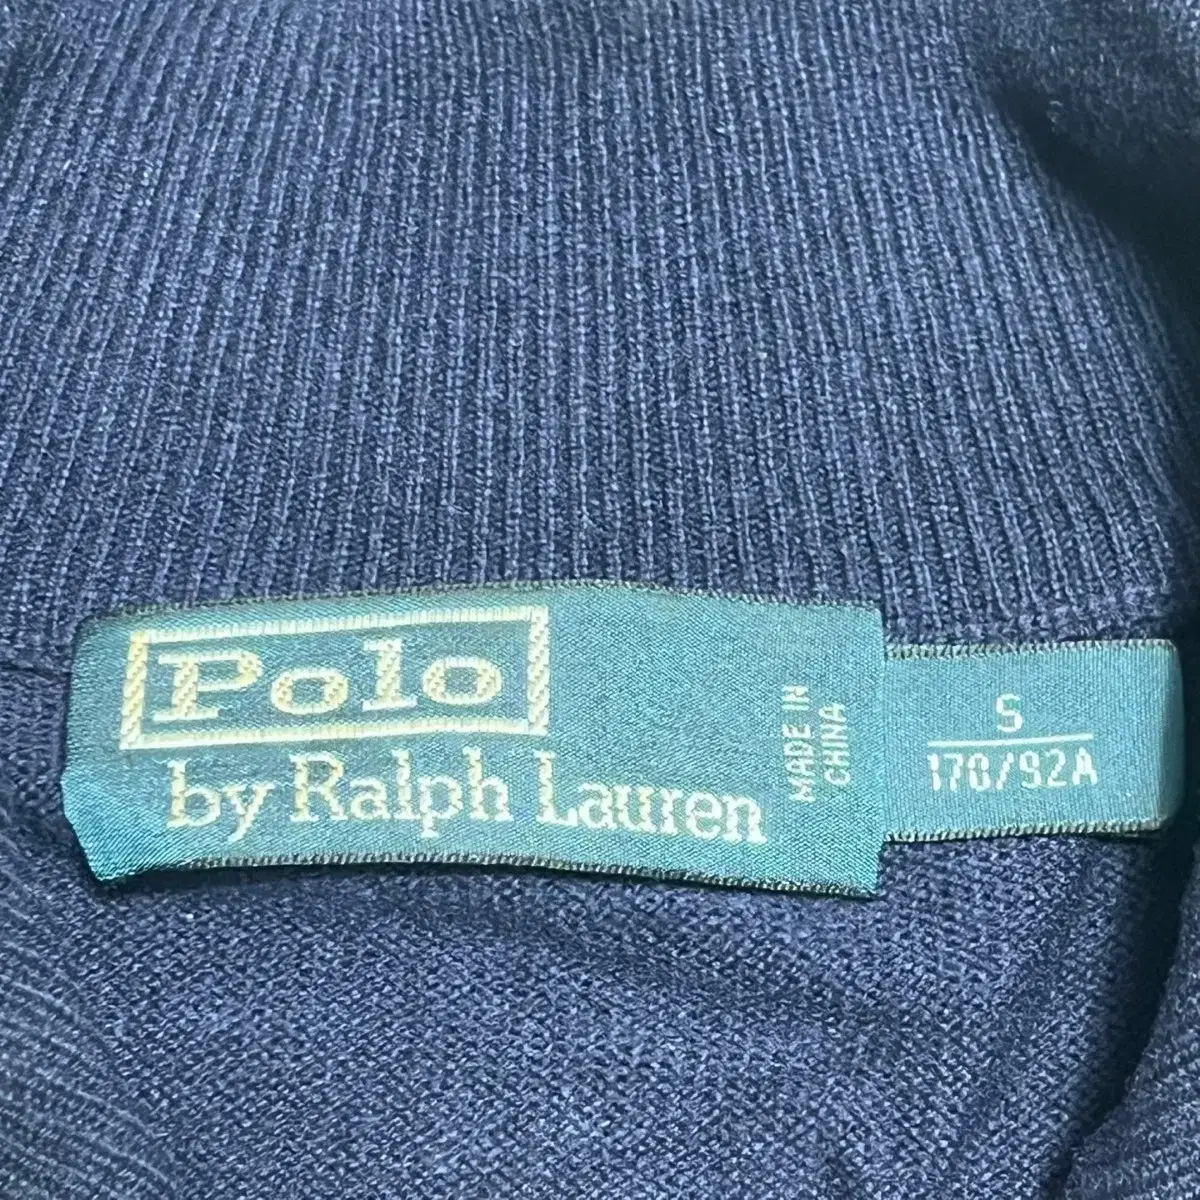 Polo
by Ralph Lauren
MADE IN
CHINA
S
170/92A